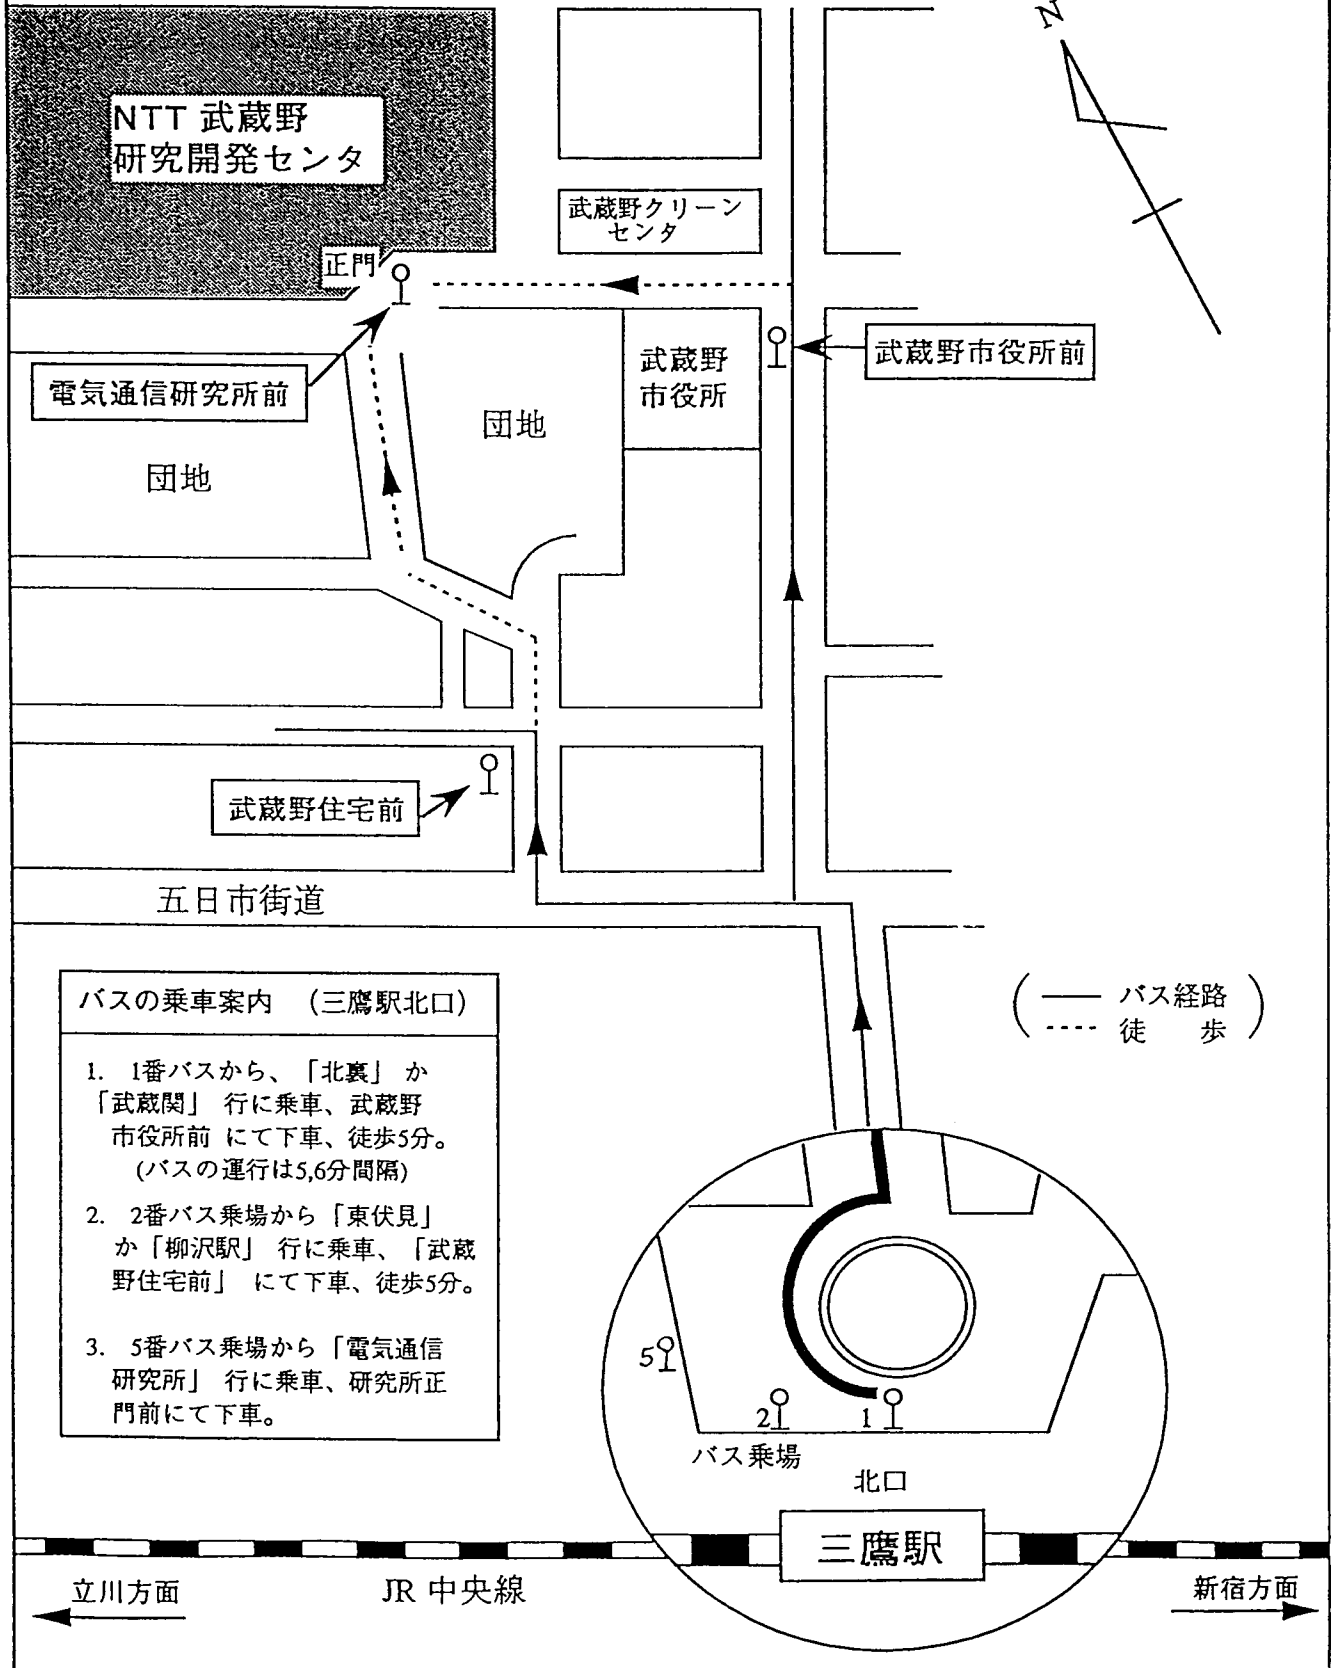 N
NTT 武蔵野
研究開発センタ
武蔵野クリーン
センタ
正門
武蔵野
市役所
武蔵野市役所前
電気通信研究所前
団地
団地
武蔵野住宅前
五日市街道
バスの乗車案内 (三鷹駅北口)
1. 1番バスから、「北裏」か
「武蔵関」 行に乗車、武蔵野
市役所前 にて下車、徒歩5分。
(バスの運行は5,6分間隔)
2. 2番バス乗場から「東伏見」
か「柳沢駅」 行に乗車、「武蔵
野住宅前」 にて下車、徒歩5分。
3. 5番バス乗場から「電気通信
研究所」 行に乗車、研究所正
門前にて下車。
( バス経路
徒 歩 )
5
2
1
バス乗場
北口
三鷹駅
立川方面
JR 中央線
新宿方面